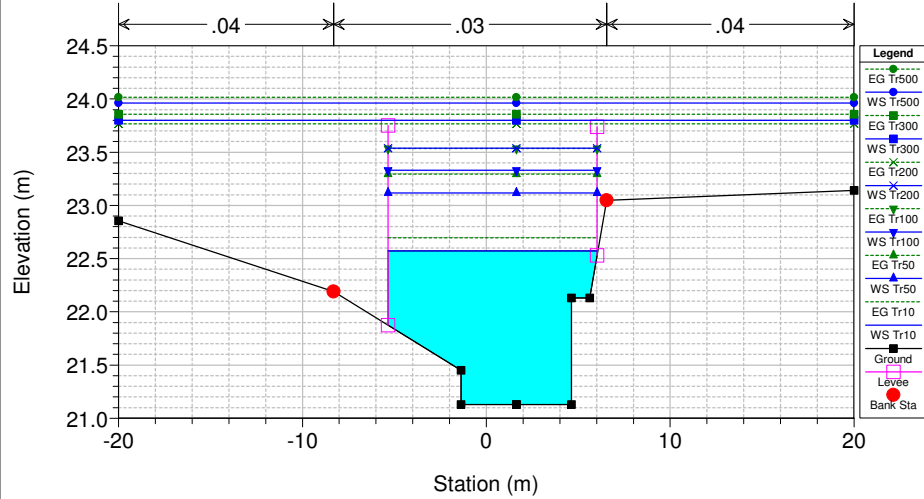 .04 .03 .04
24.5
24.0
23.5
23.0
22.5
22.0
21.5
21.0
Elevation (m)
-20 -10 0 10 20
Station (m)
Legend
EG Tr500
WS Tr500
EG Tr300
WS Tr300
EG Tr200
WS Tr200
EG Tr100
WS Tr100
EG Tr50
WS Tr50
EG Tr10
WS Tr10
Ground
Levee
Bank Sta